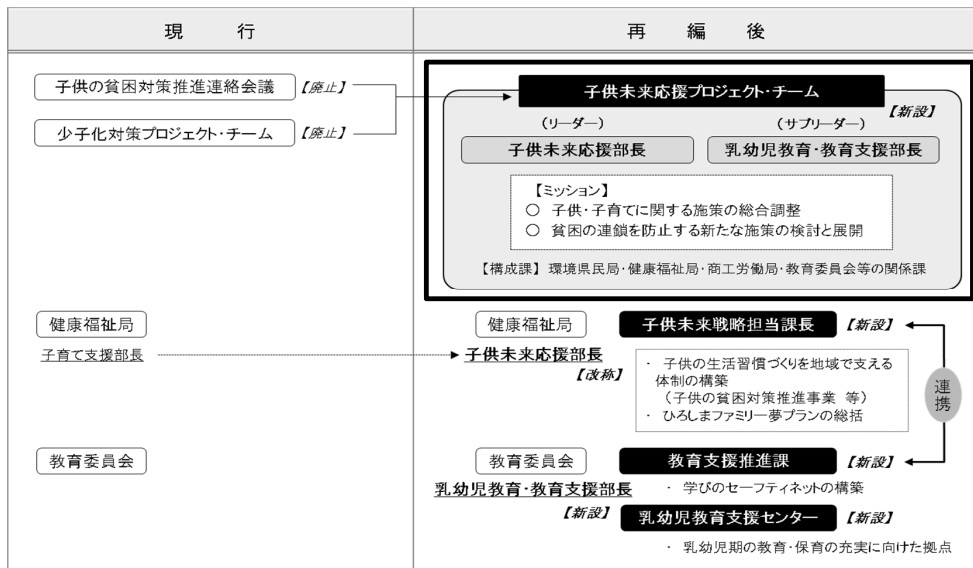 現 行
再 編 後
子供の貧困対策推進連絡会議 【廃止】
少子化対策プロジェクト・チーム 【廃止】
子供未来応援プロジェクト・チーム
【新設】
(リーダー) (サブリーダー)
子供未来応援部長 乳幼児教育・教育支援部長
【ミッション】
○ 子供・子育てに関する施策の総合調整
○ 貧困の連鎖を防止する新たな施策の検討と展開
【構成課】 環境県民局・健康福祉局・商工労働局・教育委員会等の関係課
健康福祉局
子育て支援部長
健康福祉局 子供未来戦略担当課長 【新設】
子供未来応援部長
【改称】
・ 子供の生活習慣づくりを地域で支える
体制の構築
(子供の貧困対策推進事業 等)
・ ひろしまファミリー夢プランの総括
連携
教育委員会
教育委員会 教育支援推進課 【新設】
乳幼児教育・教育支援部長 ・ 学びのセーフティネットの構築
【新設】 乳幼児教育支援センター 【新設】
・ 乳幼児期の教育・保育の充実に向けた拠点